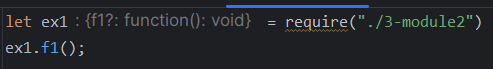 let ex1 : {f1?: function(): void} = require("./3-module2")
ex1.f1();